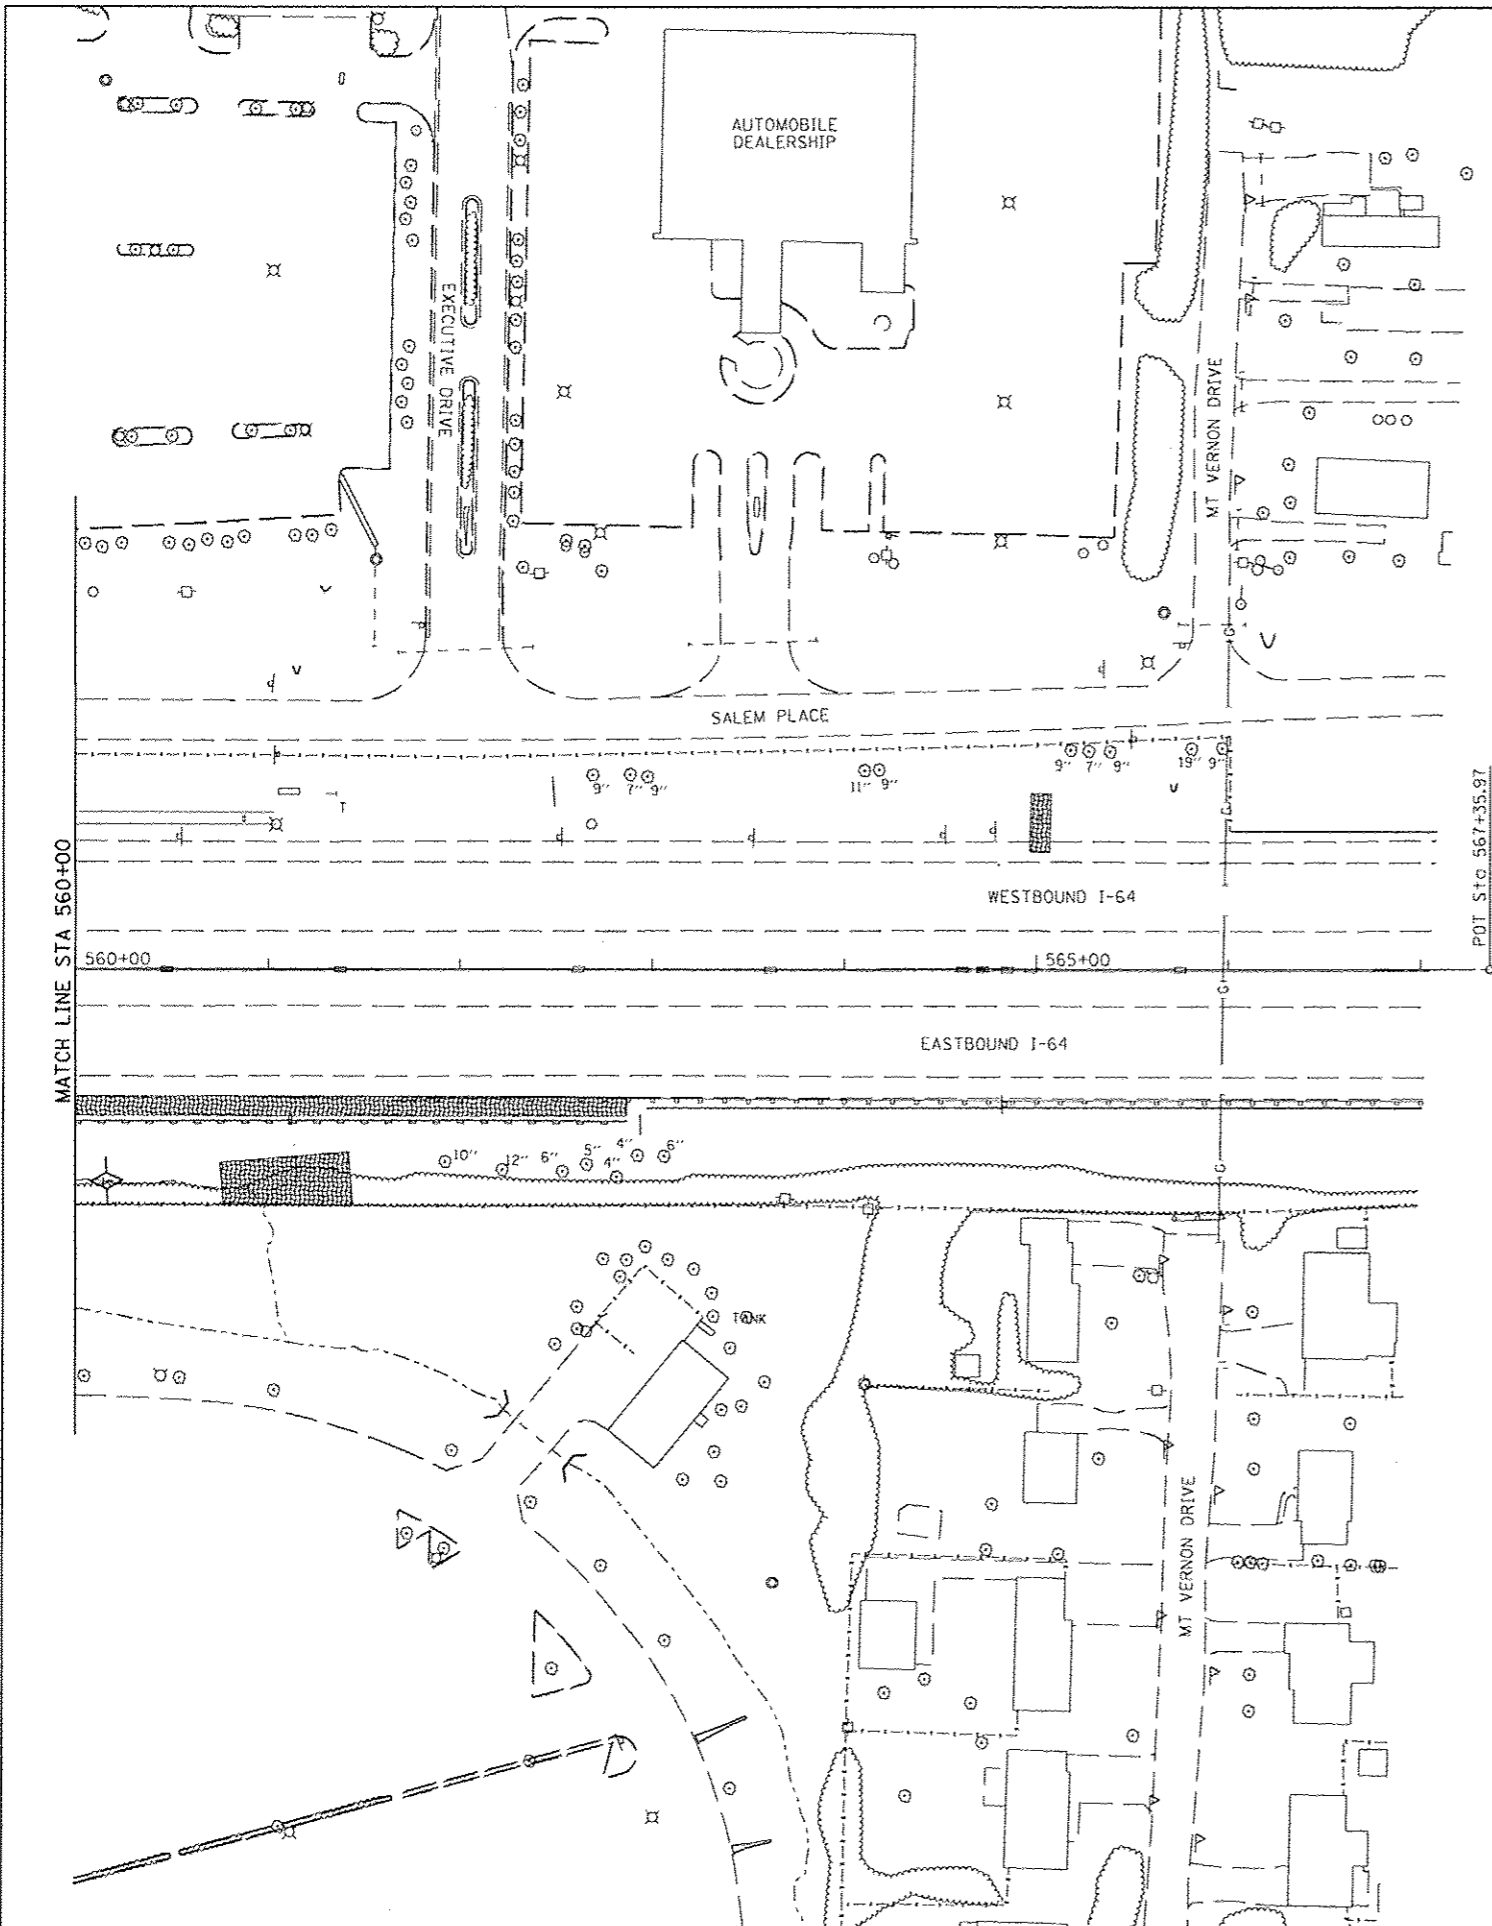 AUTOMOBILE
DEALERSHIP
EXECUTIVE DRIVE
MT VERNON DRIVE
SALEM PLACE
9'' 7'' 9''
11'' 9''
9'' 7'' 9''
19'' 9''
MATCH LINE STA 560+00
POT Sta 567+35.97
WESTBOUND I-64
560+00
565+00
EASTBOUND I-64
10'' 12'' 6'' 5'' 4'' 4'' 6''
TANK
MT VERNON DRIVE
G
G
G